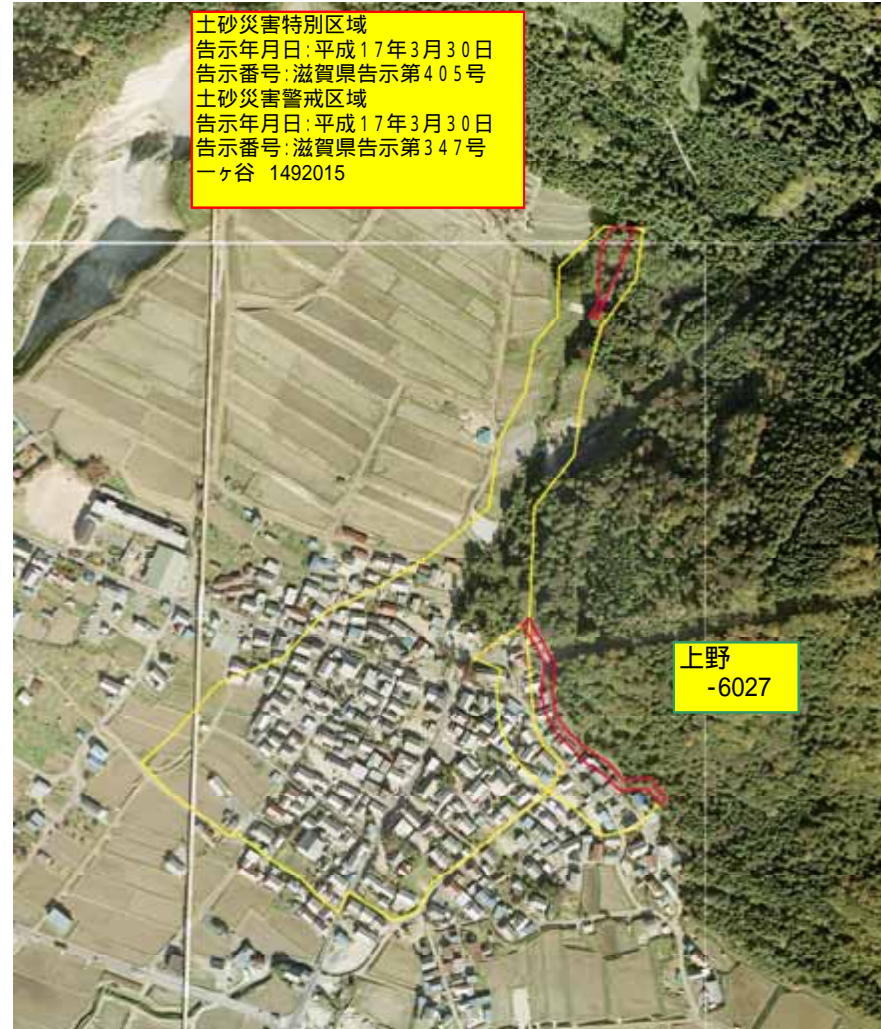 土砂災害特別区域
告示年月日:平成17年3月30日
告示番号:滋賀県告示第405号
土砂災害警戒区域
告示年月日:平成17年3月30日
告示番号:滋賀県告示第347号
一ヶ谷 1492015
上野
-6027